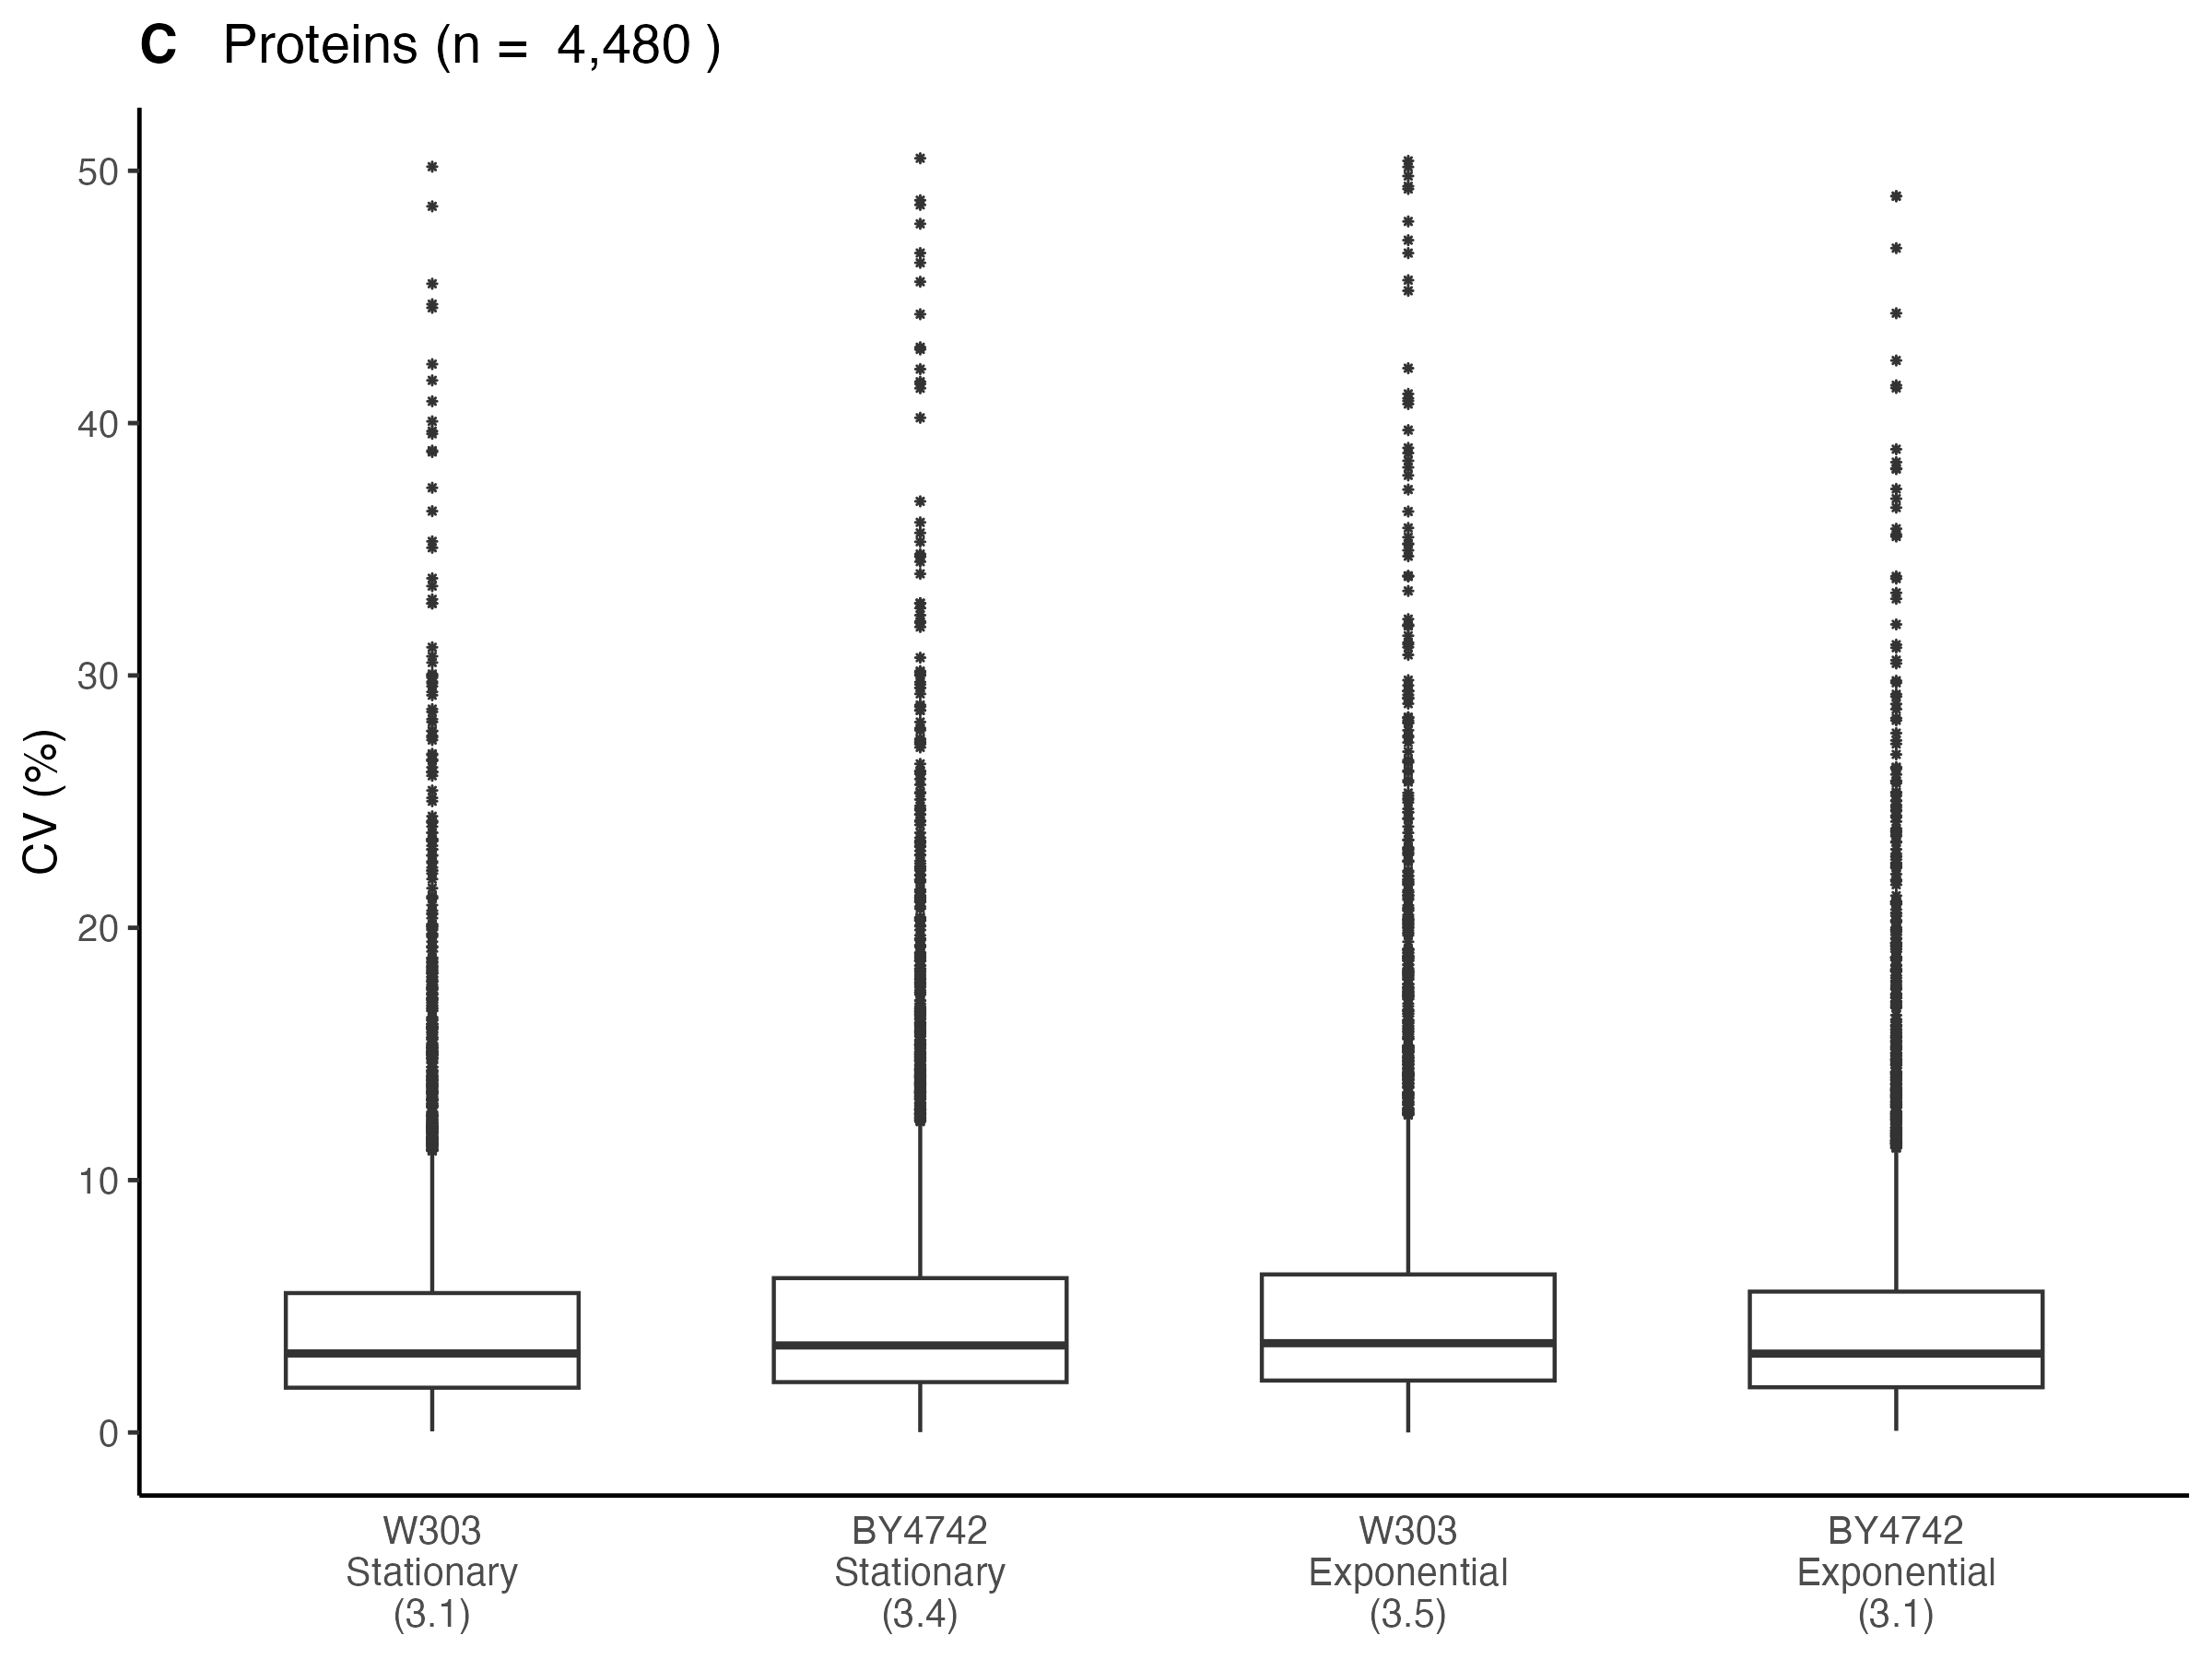 C Proteins (n = 4,480 )
50
40
30
20
10
0
CV (%)
W303
Stationary
(3.1)
BY4742
Stationary
(3.4)
W303
Exponential
(3.5)
BY4742
Exponential
(3.1)